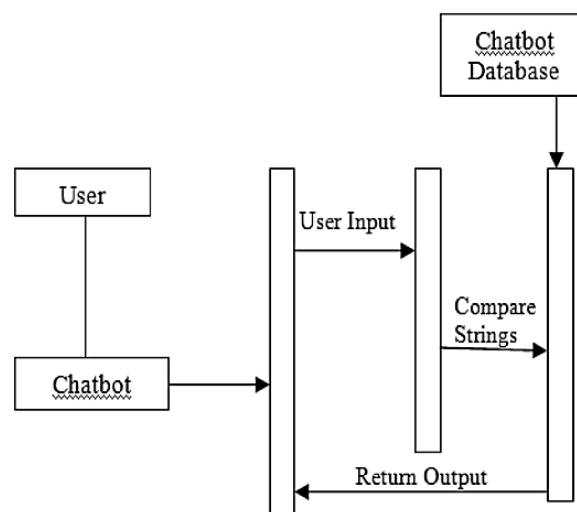 Chatbot
Database
User
User Input
Compare
Strings
Chatbot
Return Output